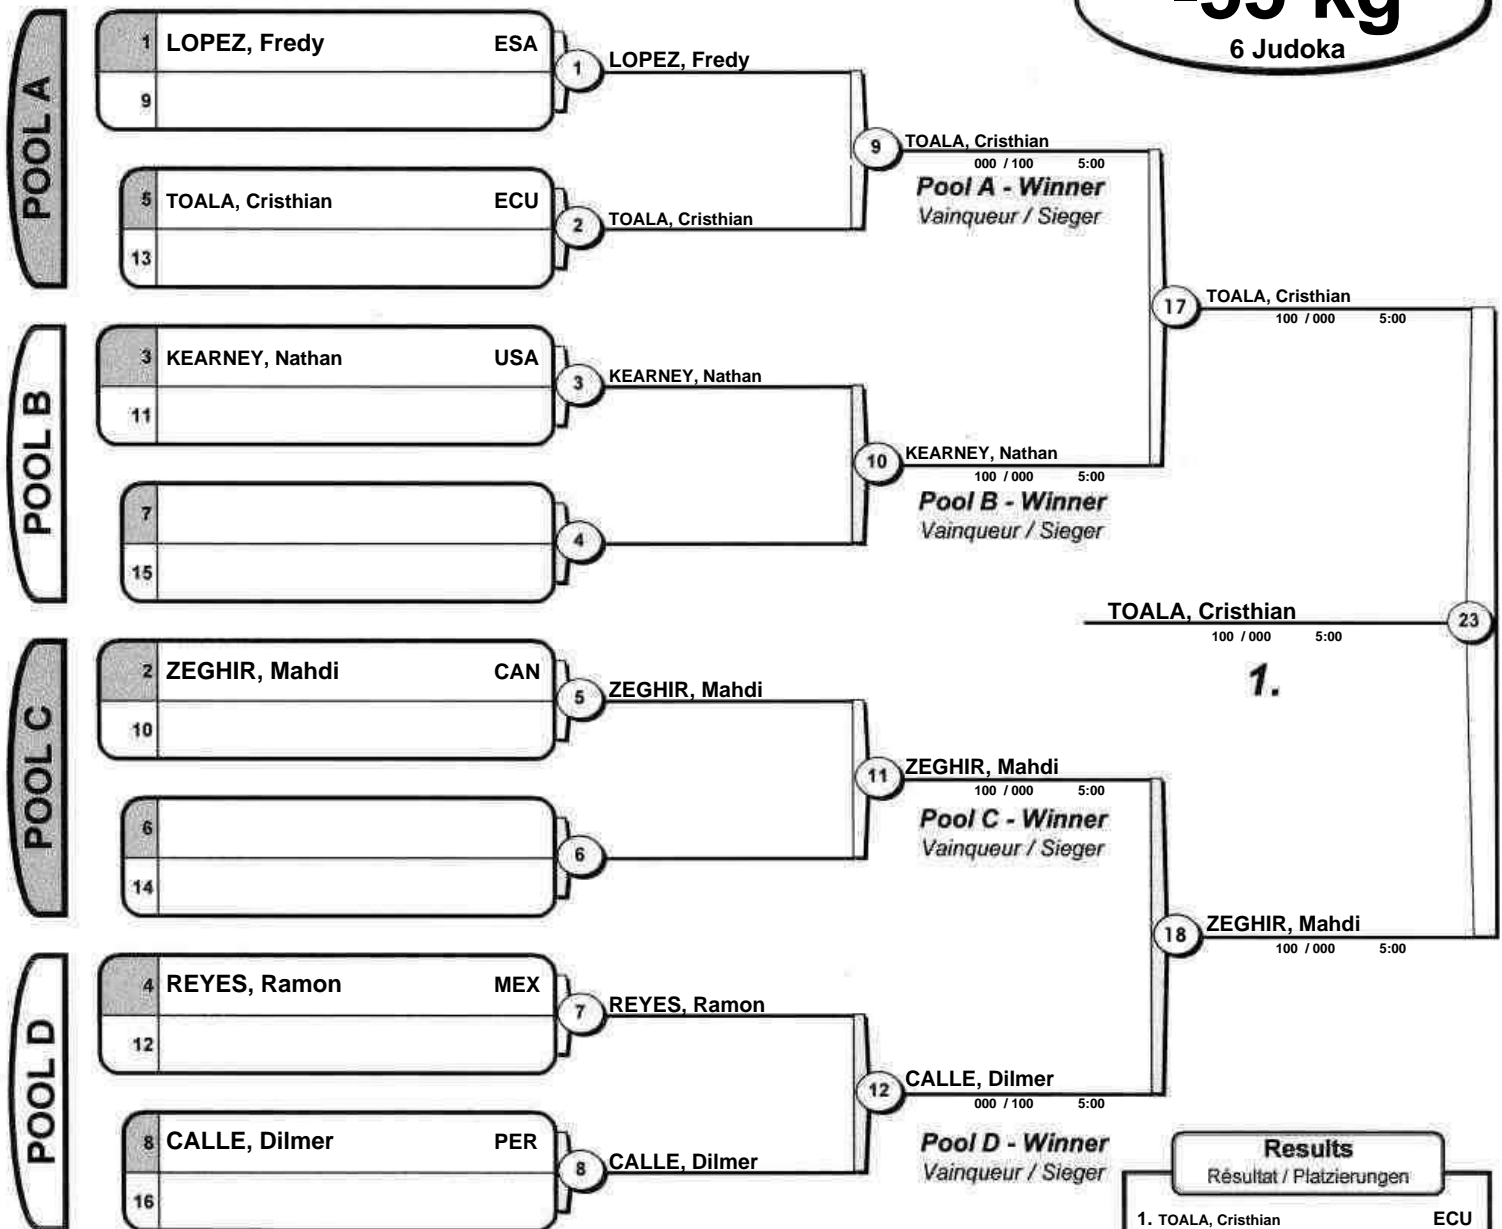 -55 kg
6 Judoka
POOL A
1 LOPEZ, Fredy ESA
9
1 LOPEZ, Fredy
5 TOALA, Cristhian ECU
13
2 TOALA, Cristhian
9 TOALA, Cristhian
000 / 100 5:00
Pool A - Winner
Vainqueur / Sieger
POOL B
3 KEARNEY, Nathan USA
11
3 KEARNEY, Nathan
7
15
4
10 KEARNEY, Nathan
100 / 000 5:00
Pool B - Winner
Vainqueur / Sieger
17 TOALA, Cristhian
100 / 000 5:00
TOALA, Cristhian 23
100 / 000 5:00
1.
POOL C
2 ZEGHIR, Mahdi CAN
10
5 ZEGHIR, Mahdi
6
14
6
11 ZEGHIR, Mahdi
100 / 000 5:00
Pool C - Winner
Vainqueur / Sieger
18 ZEGHIR, Mahdi
100 / 000 5:00
POOL D
4 REYES, Ramon MEX
12
7 REYES, Ramon
8 CALLE, Dilmer PER
16
8 CALLE, Dilmer
12 CALLE, Dilmer
000 / 100 5:00
Pool D - Winner
Vainqueur / Sieger
Results
Résultat / Platzierungen
1. TOALA, Cristhian ECU